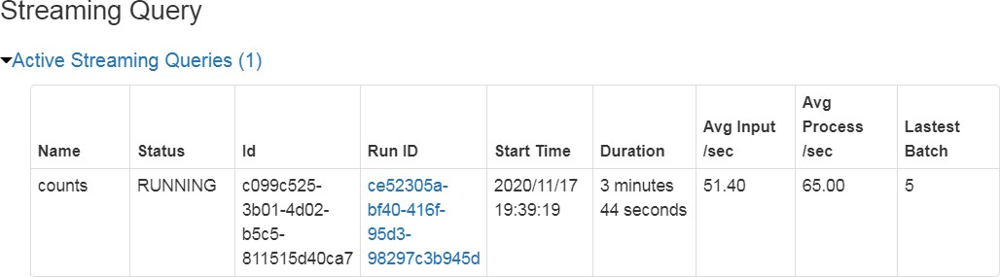 Streaming Query
Active Streaming Queries (1)
Name
Status
Id
Run ID
Start Time
Duration
Avg Input
/sec
Avg
Process
/sec
Lastest
Batch
counts
RUNNING
c099c525-
3b01-4d02-
b5c5-
811515d40ca7
ce52305a-
bf40-416f-
95d3-
98297c3b945d
2020/11/17
19:39:19
3 minutes
44 seconds
51.40
65.00
5